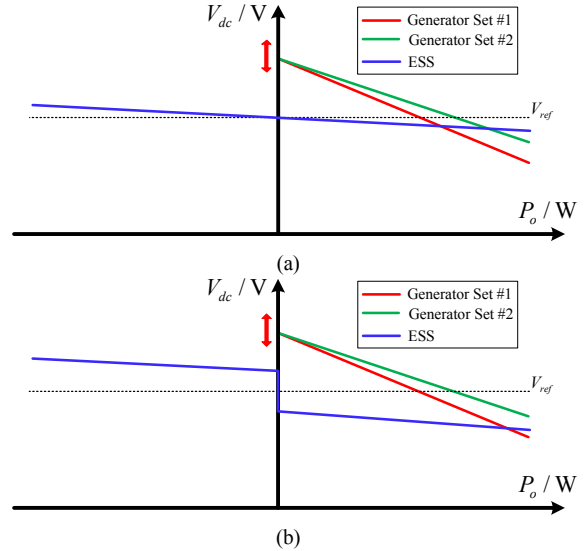 V_dc / V
Generator Set #1
Generator Set #2
ESS
V_ref
P_o / W
(a)
V_dc / V
Generator Set #1
Generator Set #2
ESS
V_ref
P_o / W
(b)